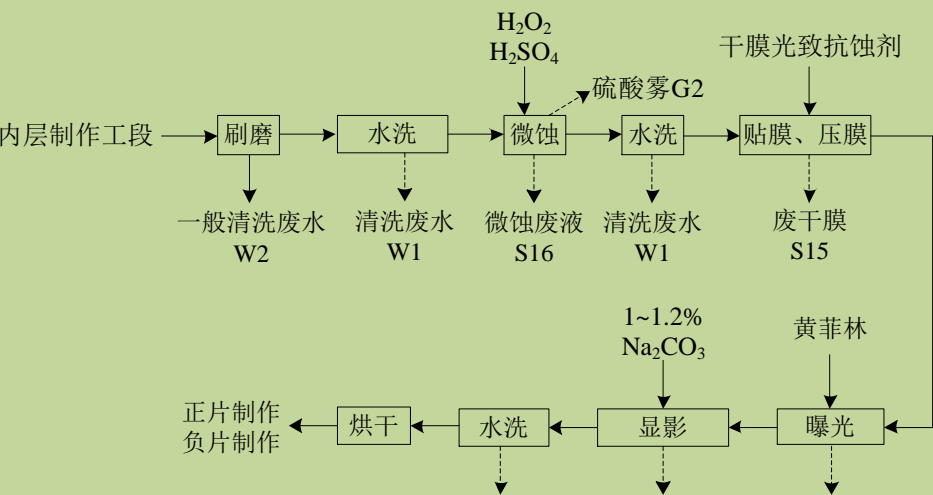 H₂O₂
H₂SO₄
干膜光致抗蚀剂
硫酸雾G2
内层制作工段
刷磨
水洗
微蚀
水洗
贴膜、压膜
一般清洗废水
W2
清洗废水
W1
微蚀废液
S16
清洗废水
W1
废干膜
S15
1~1.2%
Na₂CO₃
黄菲林
正片制作
负片制作
烘干
水洗
显影
曝光